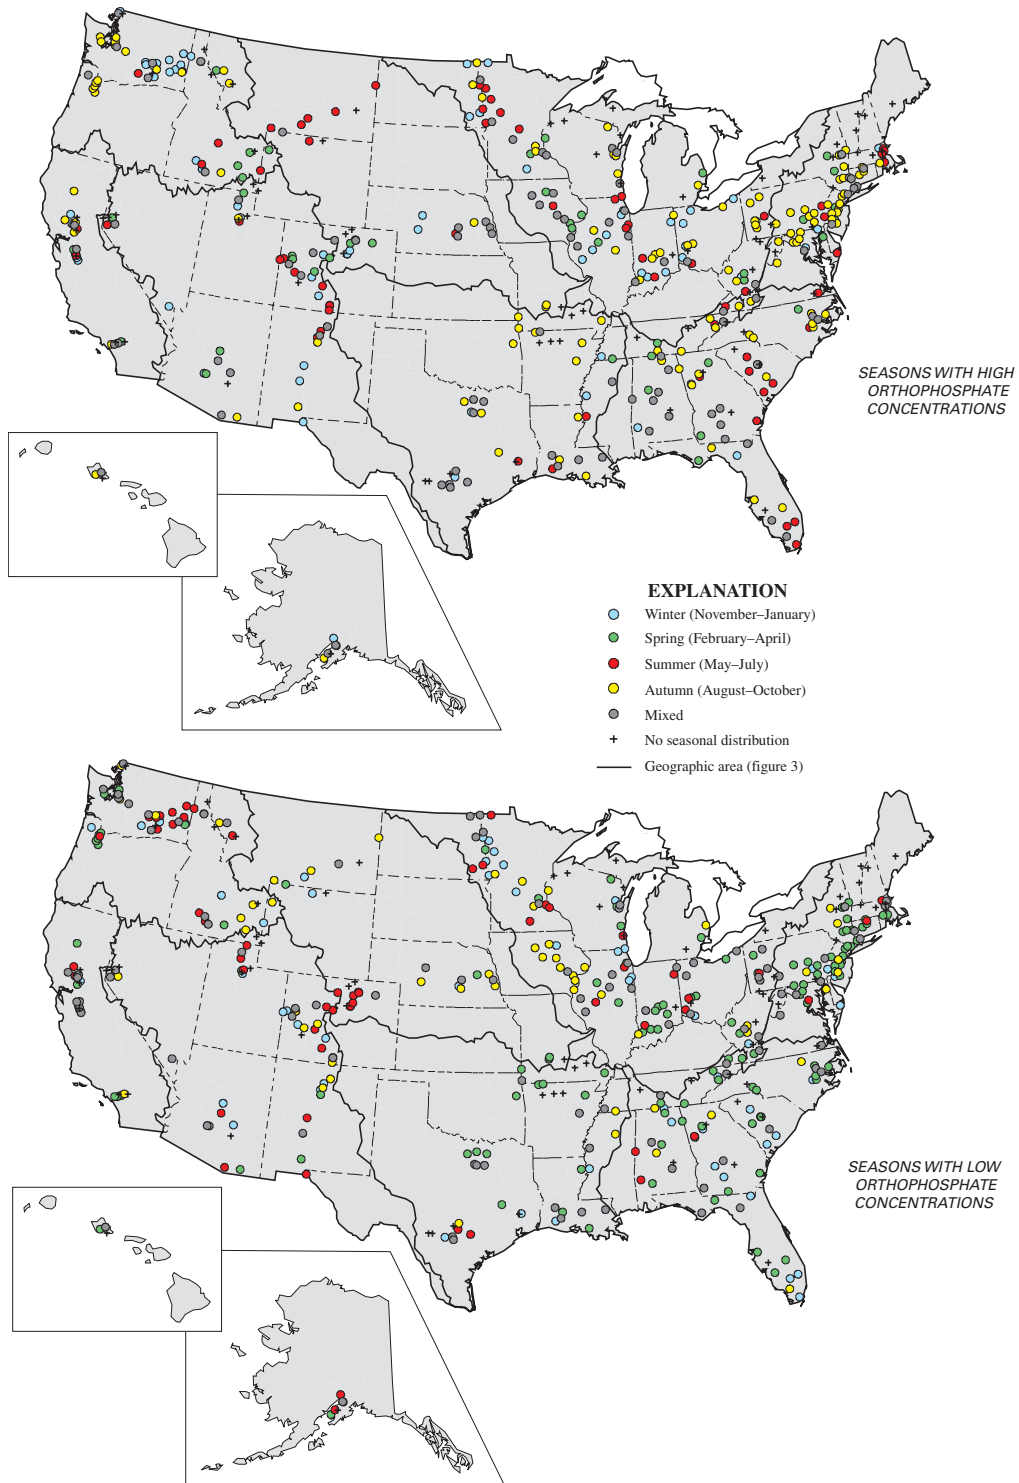 SEASONS WITH HIGH
ORTHOPHOSPHATE
CONCENTRATIONS
EXPLANATION
Winter (November–January)
Spring (February–April)
Summer (May–July)
Autumn (August–October)
Mixed
+ No seasonal distribution
Geographic area (figure 3)
SEASONS WITH LOW
ORTHOPHOSPHATE
CONCENTRATIONS